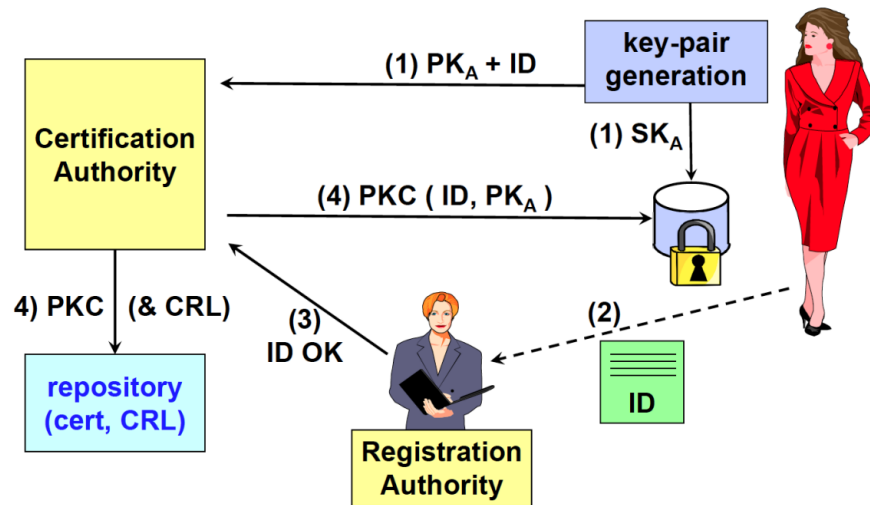 (1) PKA + ID
key-pair
generation
Certification
Authority
(1) SKA
(4) PKC ( ID, PKA )
4) PKC (& CRL)
(3)
ID OK
(2)
repository
(cert, CRL)
ID
Registration
Authority